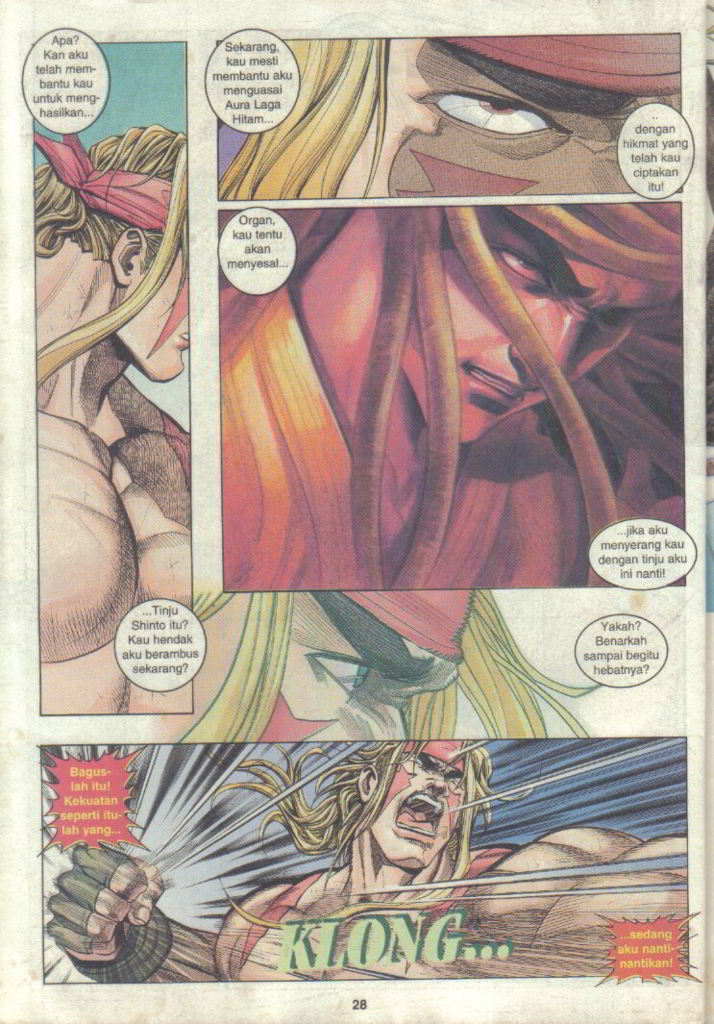 Apa?
Kan aku
telah mem-
bantu kau
untuk meng-
hasilkan...
...Tinju
Shinto itu?
Kau hendak
aku berambus
sekarang?
Sekarang,
kau mesti
membantu aku
menguasai
Aura Laga
Hitam...
..
dengan
hikmat yang
telah kau
ciptakan
itu!
Organ,
kau tentu
akan
menyesal...
...jika aku
menyerang kau
dengan tinju aku
ini nanti!
Yakah?
Benarkah
sampai begitu
hebatnya?
Bagus-
lah itu!
Kekuatan
seperti itu-
lah yang...
KLONG...
...sedang
aku nanti-
nantikan!
28